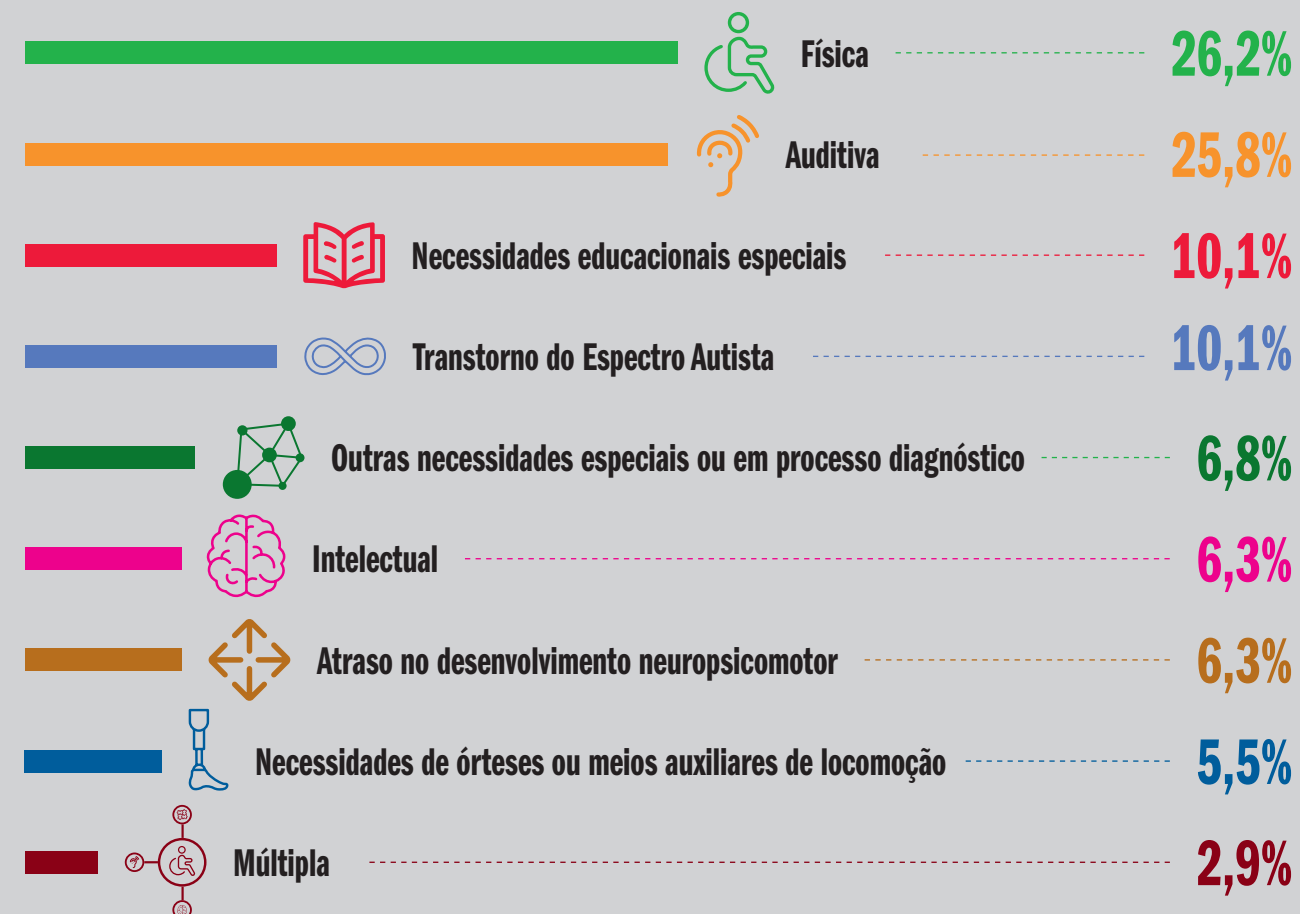 Física 26,2%
Auditiva 25,8%
Necessidades educacionais especiais 10,1%
Transtorno do Espectro Autista 10,1%
Outras necessidades especiais ou em processo diagnóstico 6,8%
Intelectual 6,3%
Atraso no desenvolvimento neuropsicomotor 6,3%
Necessidades de órteses ou meios auxiliares de locomoção 5,5%
Múltipla 2,9%